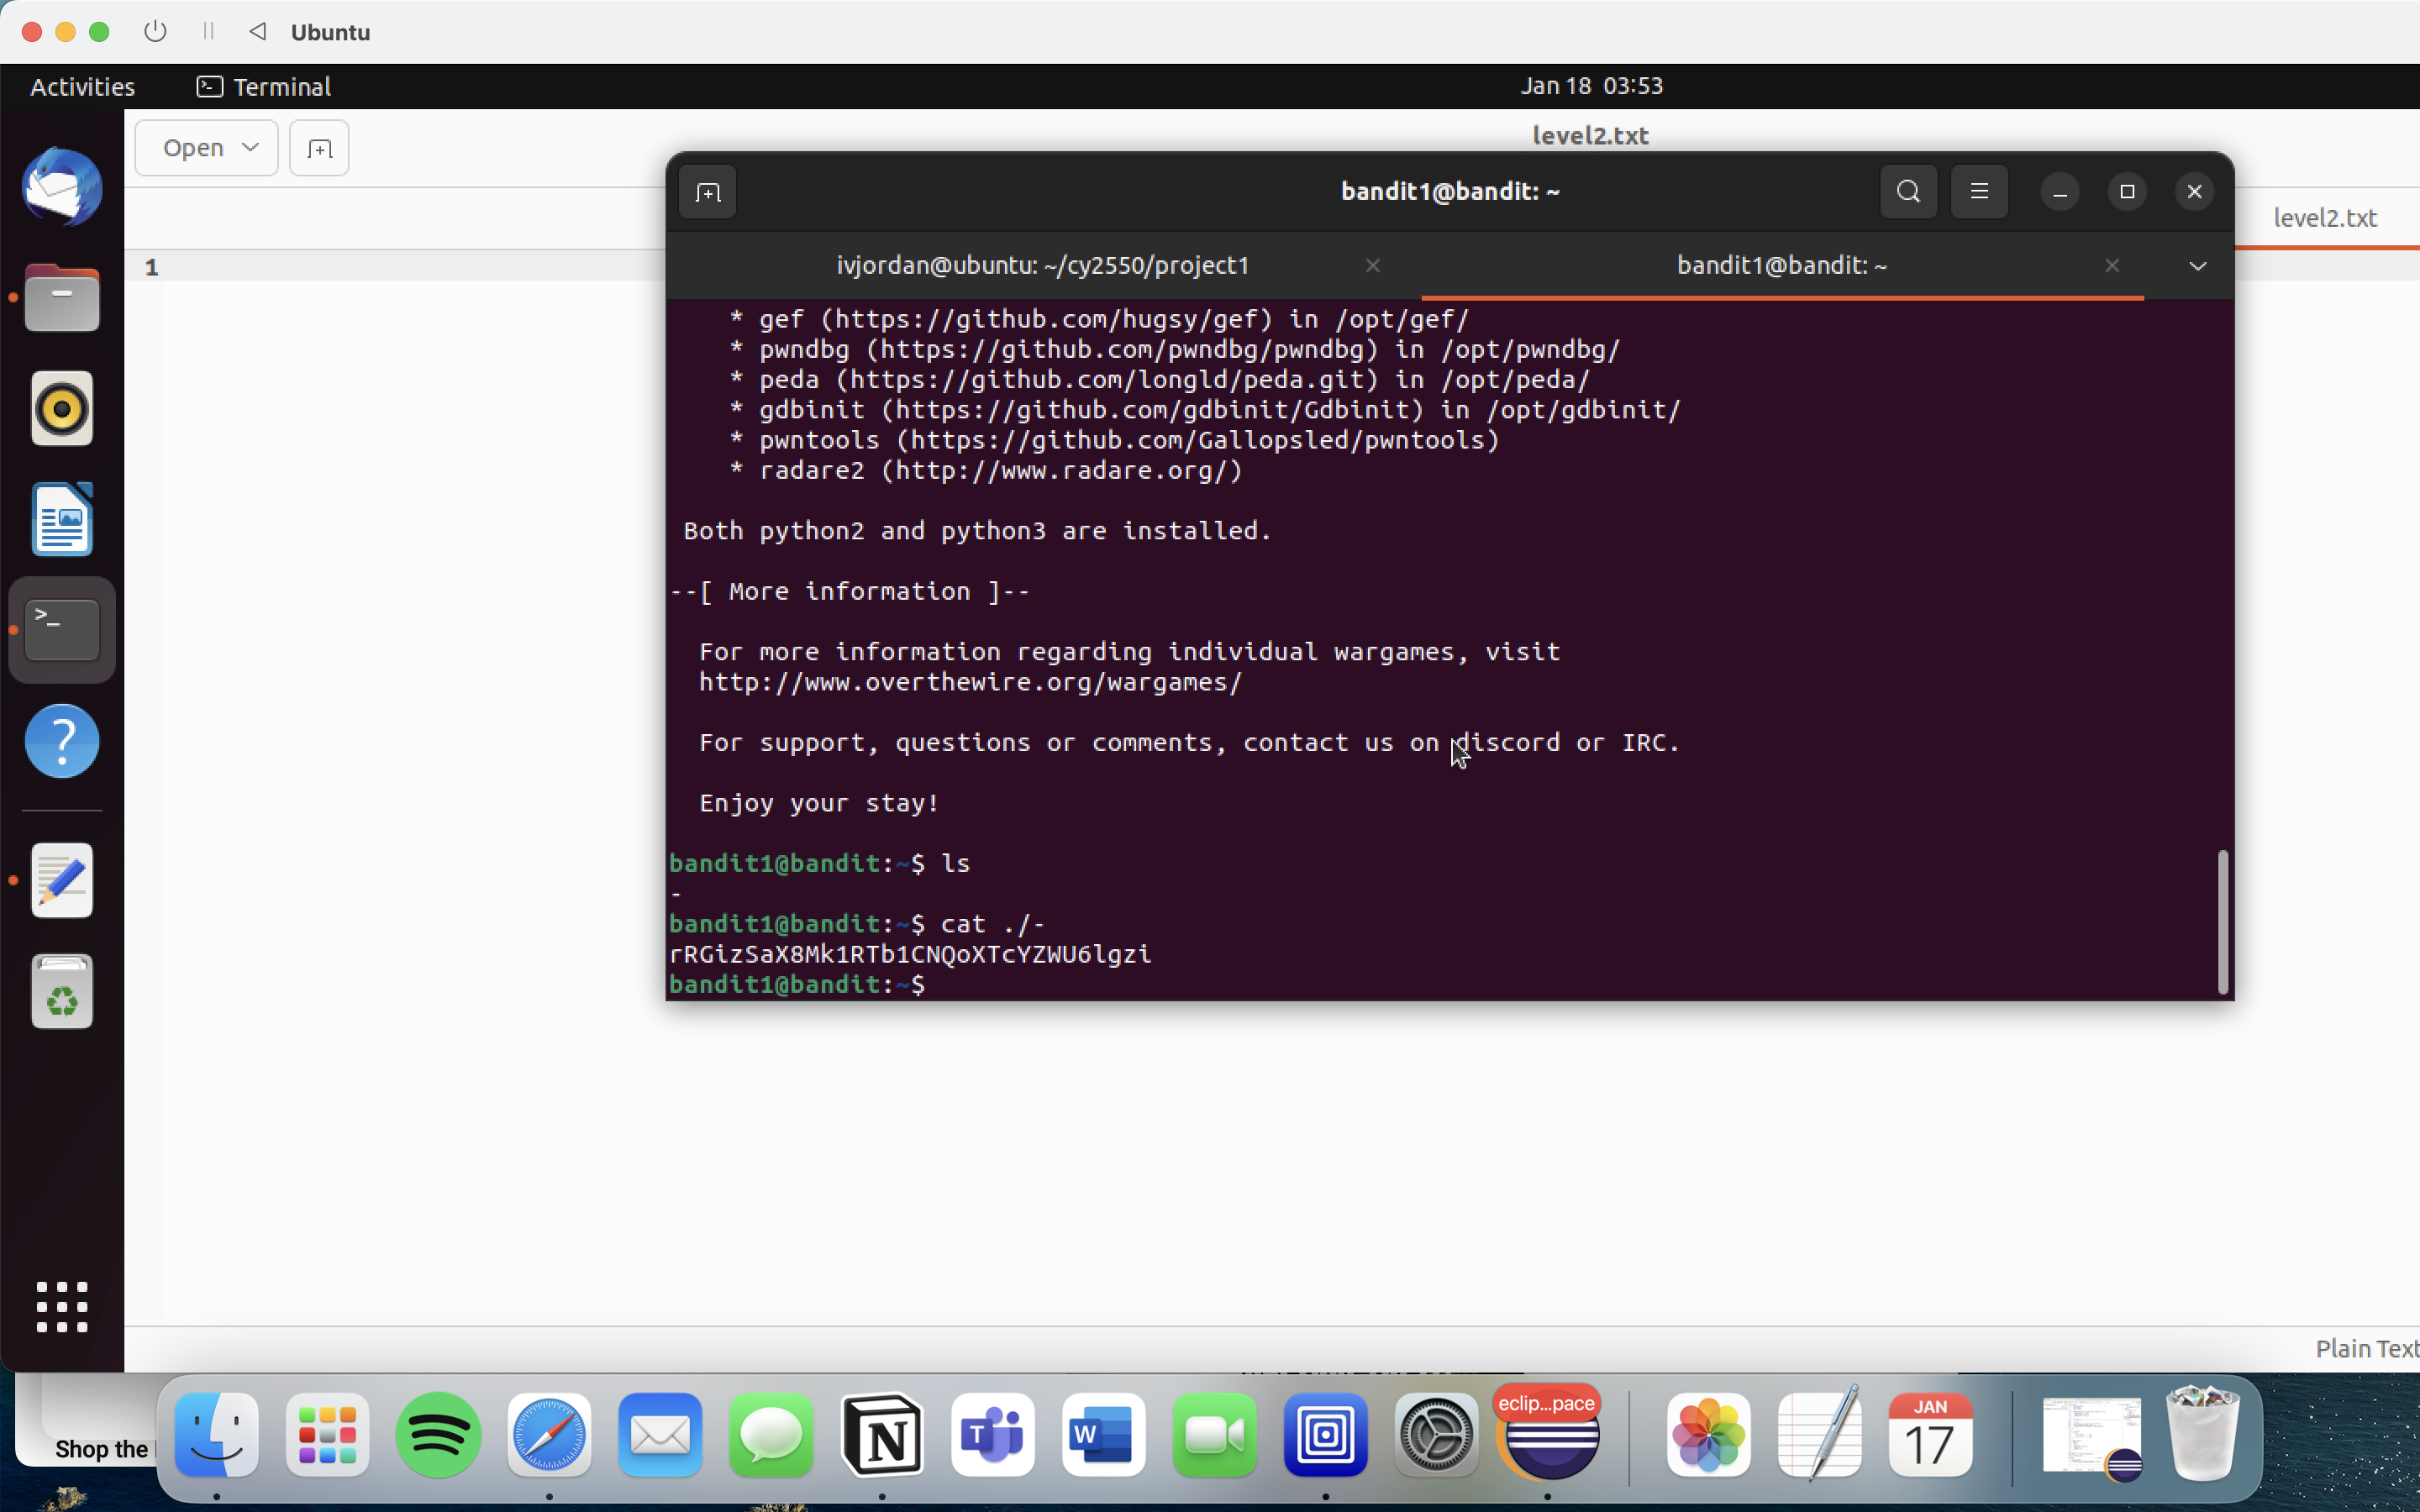 Ubuntu
Activities
Terminal
Jan 18 03:53
Open
level2.txt
level2.txt
1
bandit1@bandit: ~
ivjordan@ubuntu: ~/cy2550/project1
bandit1@bandit: ~
* gef (https://github.com/hugsy/gef) in /opt/gef/
* pwndbg (https://github.com/pwndbg/pwndbg) in /opt/pwndbg/
* peda (https://github.com/longld/peda.git) in /opt/peda/
* gdbinit (https://github.com/gdbinit/Gdbinit) in /opt/gdbinit/
* pwntools (https://github.com/Gallopsled/pwntools)
* radare2 (http://www.radare.org/)
Both python2 and python3 are installed.
--[ More information ]--
For more information regarding individual wargames, visit
http://www.overthewire.org/wargames/
For support, questions or comments, contact us on discord or IRC.
Enjoy your stay!
bandit1@bandit:~$ ls
-
bandit1@bandit:~$ cat ./-
rRGizSaX8Mk1RTb1CNQoXTcYZWU6lgzi
bandit1@bandit:~$
Plain Text
Shop the
eclip...pace
JAN
17